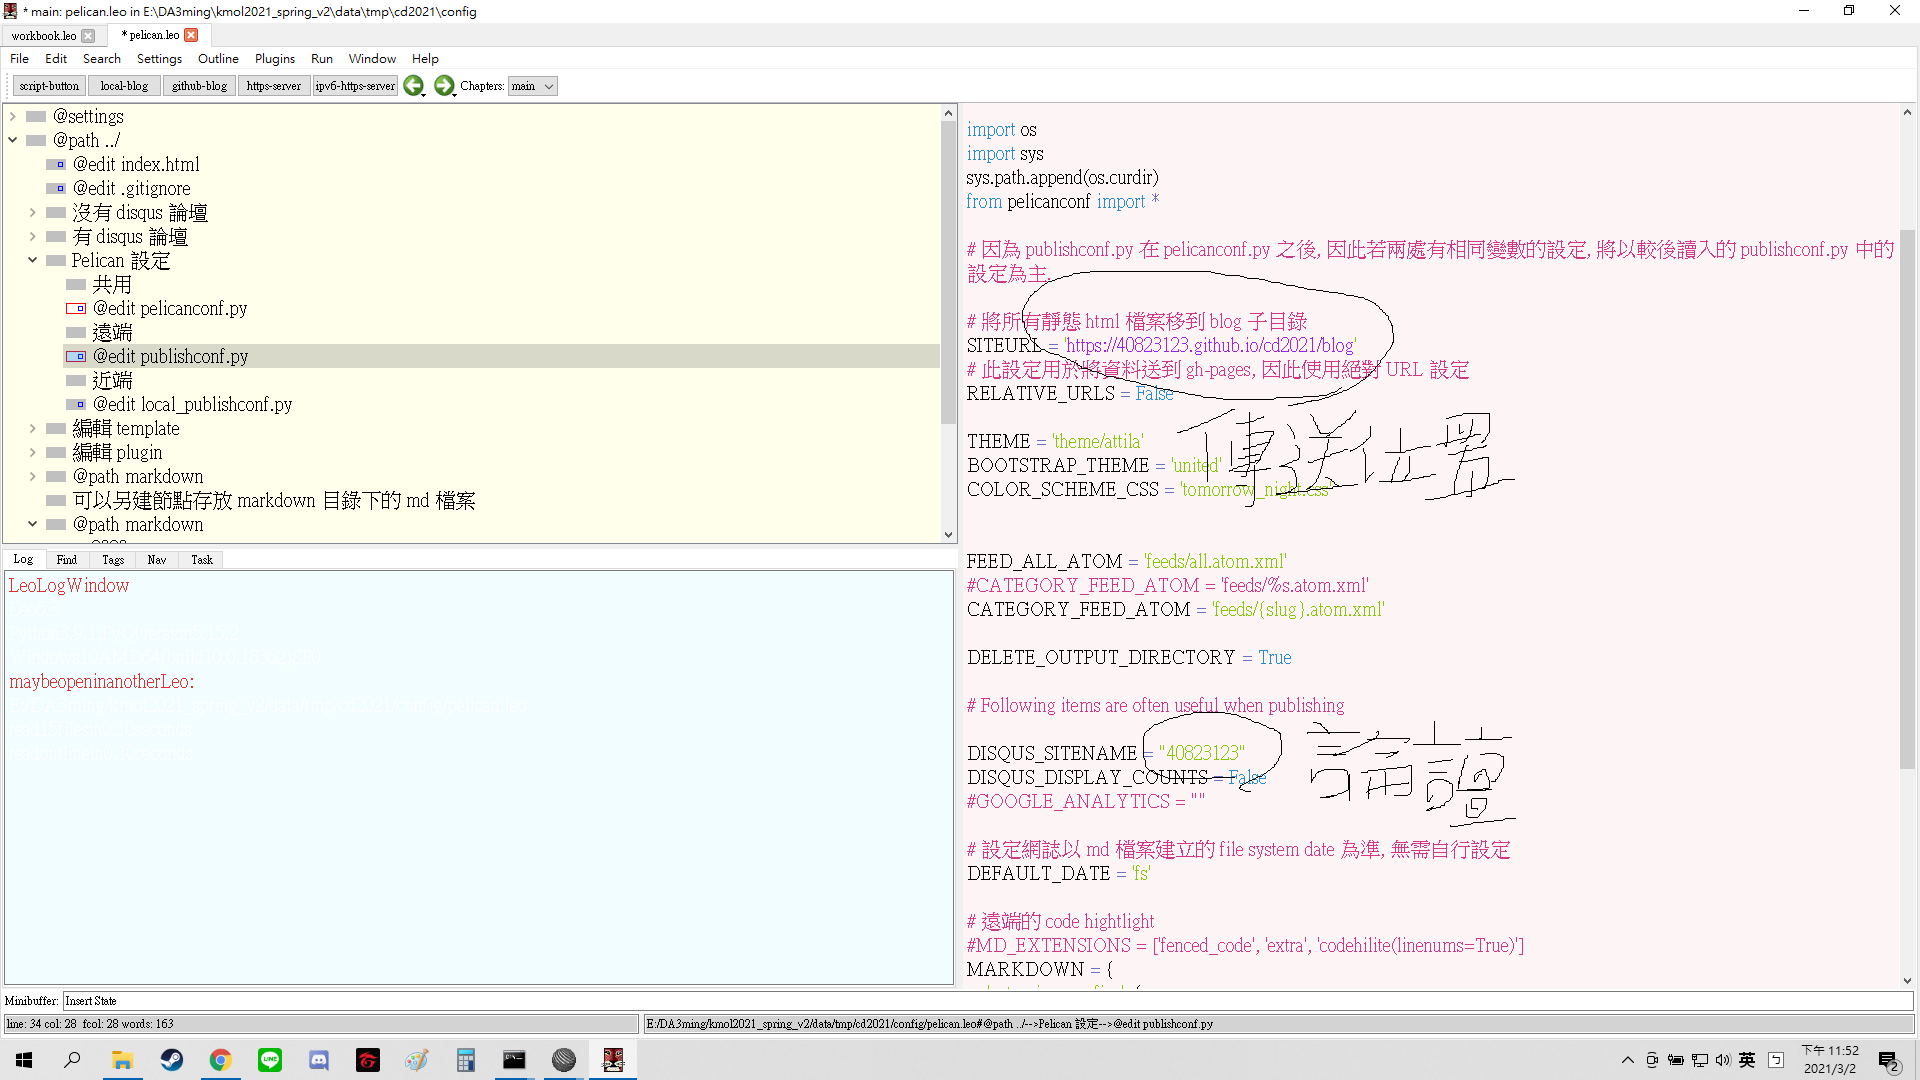 * main: pelican.leo in E:\DA3ming\kmol2021_spring_v2\data\tmp\cd2021\config
workbook.leo
* pelican.leo
File Edit Search Settings Outline Plugins Run Window Help
script-button local-blog github-blog https-server ipv6-https-server Chapters: main
@settings
@path ../
@edit index.html
@edit .gitignore
沒有 disqus 論壇
有 disqus 論壇
Pelican 設定
共用
@edit pelicanconf.py
遠端
@edit publishconf.py
近端
@edit local_publishconf.py
編輯 template
編輯 plugin
@path markdown
可以另建節點存放 markdown 目錄下的 md 檔案
@path markdown
Log Find Tags Nav Task
LeoLogWindow
maybeopeninanotherLeo:
import os
import sys
sys.path.append(os.curdir)
from pelicanconf import *
# 因為 publishconf.py 在 pelicanconf.py 之後, 因此若兩處有相同變數的設定, 將以較後讀入的 publishconf.py 中的
設定為主.
# 將所有靜態 html 檔案移到 blog 子目錄
SITEURL = 'https://40823123.github.io/cd2021/blog'
# 此設定用於將資料送到 gh-pages, 因此使用絕對 URL 設定
RELATIVE_URLS = False
傳送位置
THEME = 'theme/attila'
BOOTSTRAP_THEME = 'united'
COLOR_SCHEME_CSS = 'tomorrow_night.css'
FEED_ALL_ATOM = 'feeds/all.atom.xml'
#CATEGORY_FEED_ATOM = 'feeds/%s.atom.xml'
CATEGORY_FEED_ATOM = 'feeds/{slug}.atom.xml'
DELETE_OUTPUT_DIRECTORY = True
# Following items are often useful when publishing
DISQUS_SITENAME = "40823123"
論壇
DISQUS_DISPLAY_COUNTS = False
#GOOGLE_ANALYTICS = ""
# 設定網誌以 md 檔案建立的 file system date 為準, 無需自行設定
DEFAULT_DATE = 'fs'
# 遠端的 code hightlight
#MD_EXTENSIONS = ['fenced_code', 'extra', 'codehilite(linenums=True)']
MARKDOWN = {
Minibuffer: Insert State
line: 34 col: 28 fcol: 28 words: 163
E:/DA3ming/kmol2021_spring_v2/data/tmp/cd2021/config/pelican.leo#@path ../-->Pelican 設定-->@edit publishconf.py
英
下午 11:52
2021/3/2
2